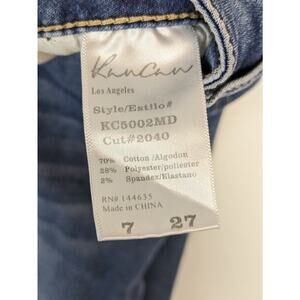 KanCan
Los Angeles
Style/Estilo#
KC5002MD
Cut#2040
70% Cotton/Algodon
28% Polyester/poliester
2% Spandex/Elastano
RN# 144635
Made in CHINA
7 27